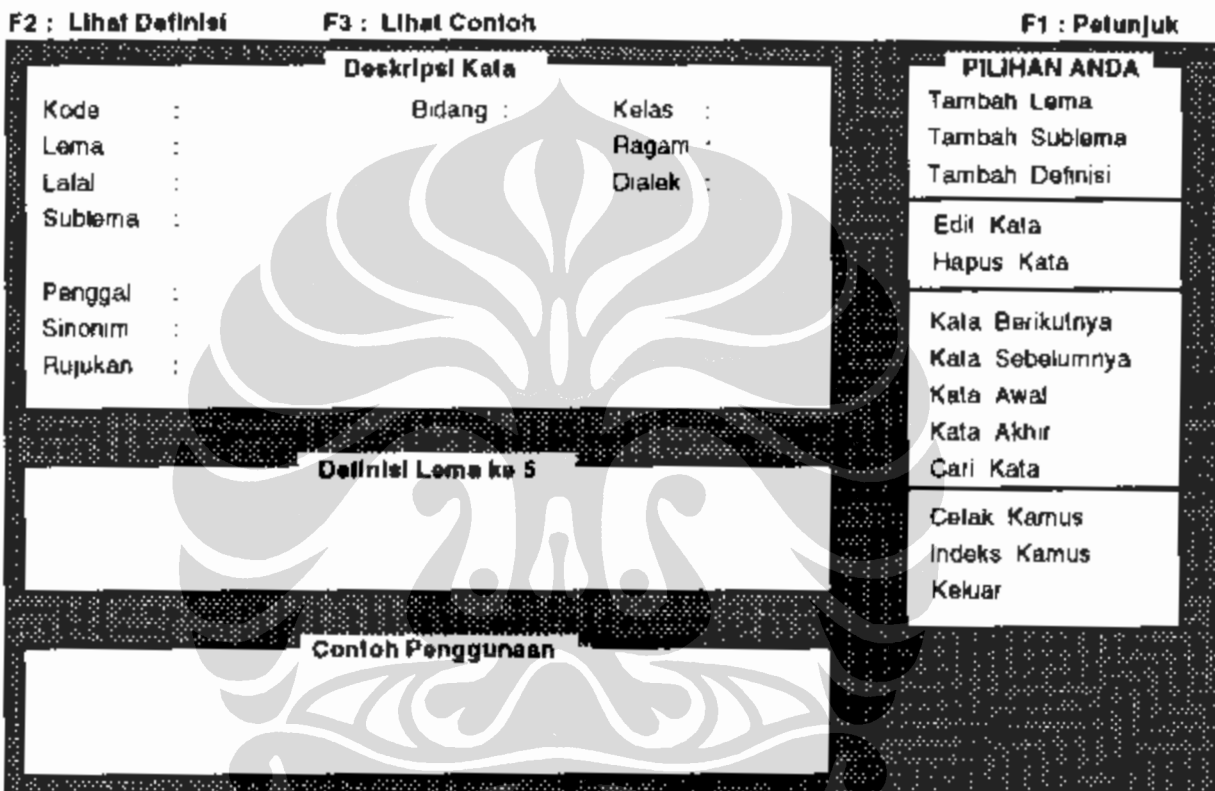 F2 : Lihat Definisi F3 : Lihat Contoh F1 : Petunjuk
Deskripsi Kata
Kode : Bidang : Kelas :
Lema : Ragam :
Lafal : Dialek :
Sublema :
Penggal :
Sinonim :
Rujukan :
Definisi Lema ke 5
Contoh Penggunaan
PILIHAN ANDA
Tambah Lema
Tambah Sublema
Tambah Definisi
Edit Kata
Hapus Kata
Kata Berikutnya
Kata Sebelumnya
Kata Awal
Kata Akhir
Cari Kata
Cetak Kamus
Indeks Kamus
Keluar